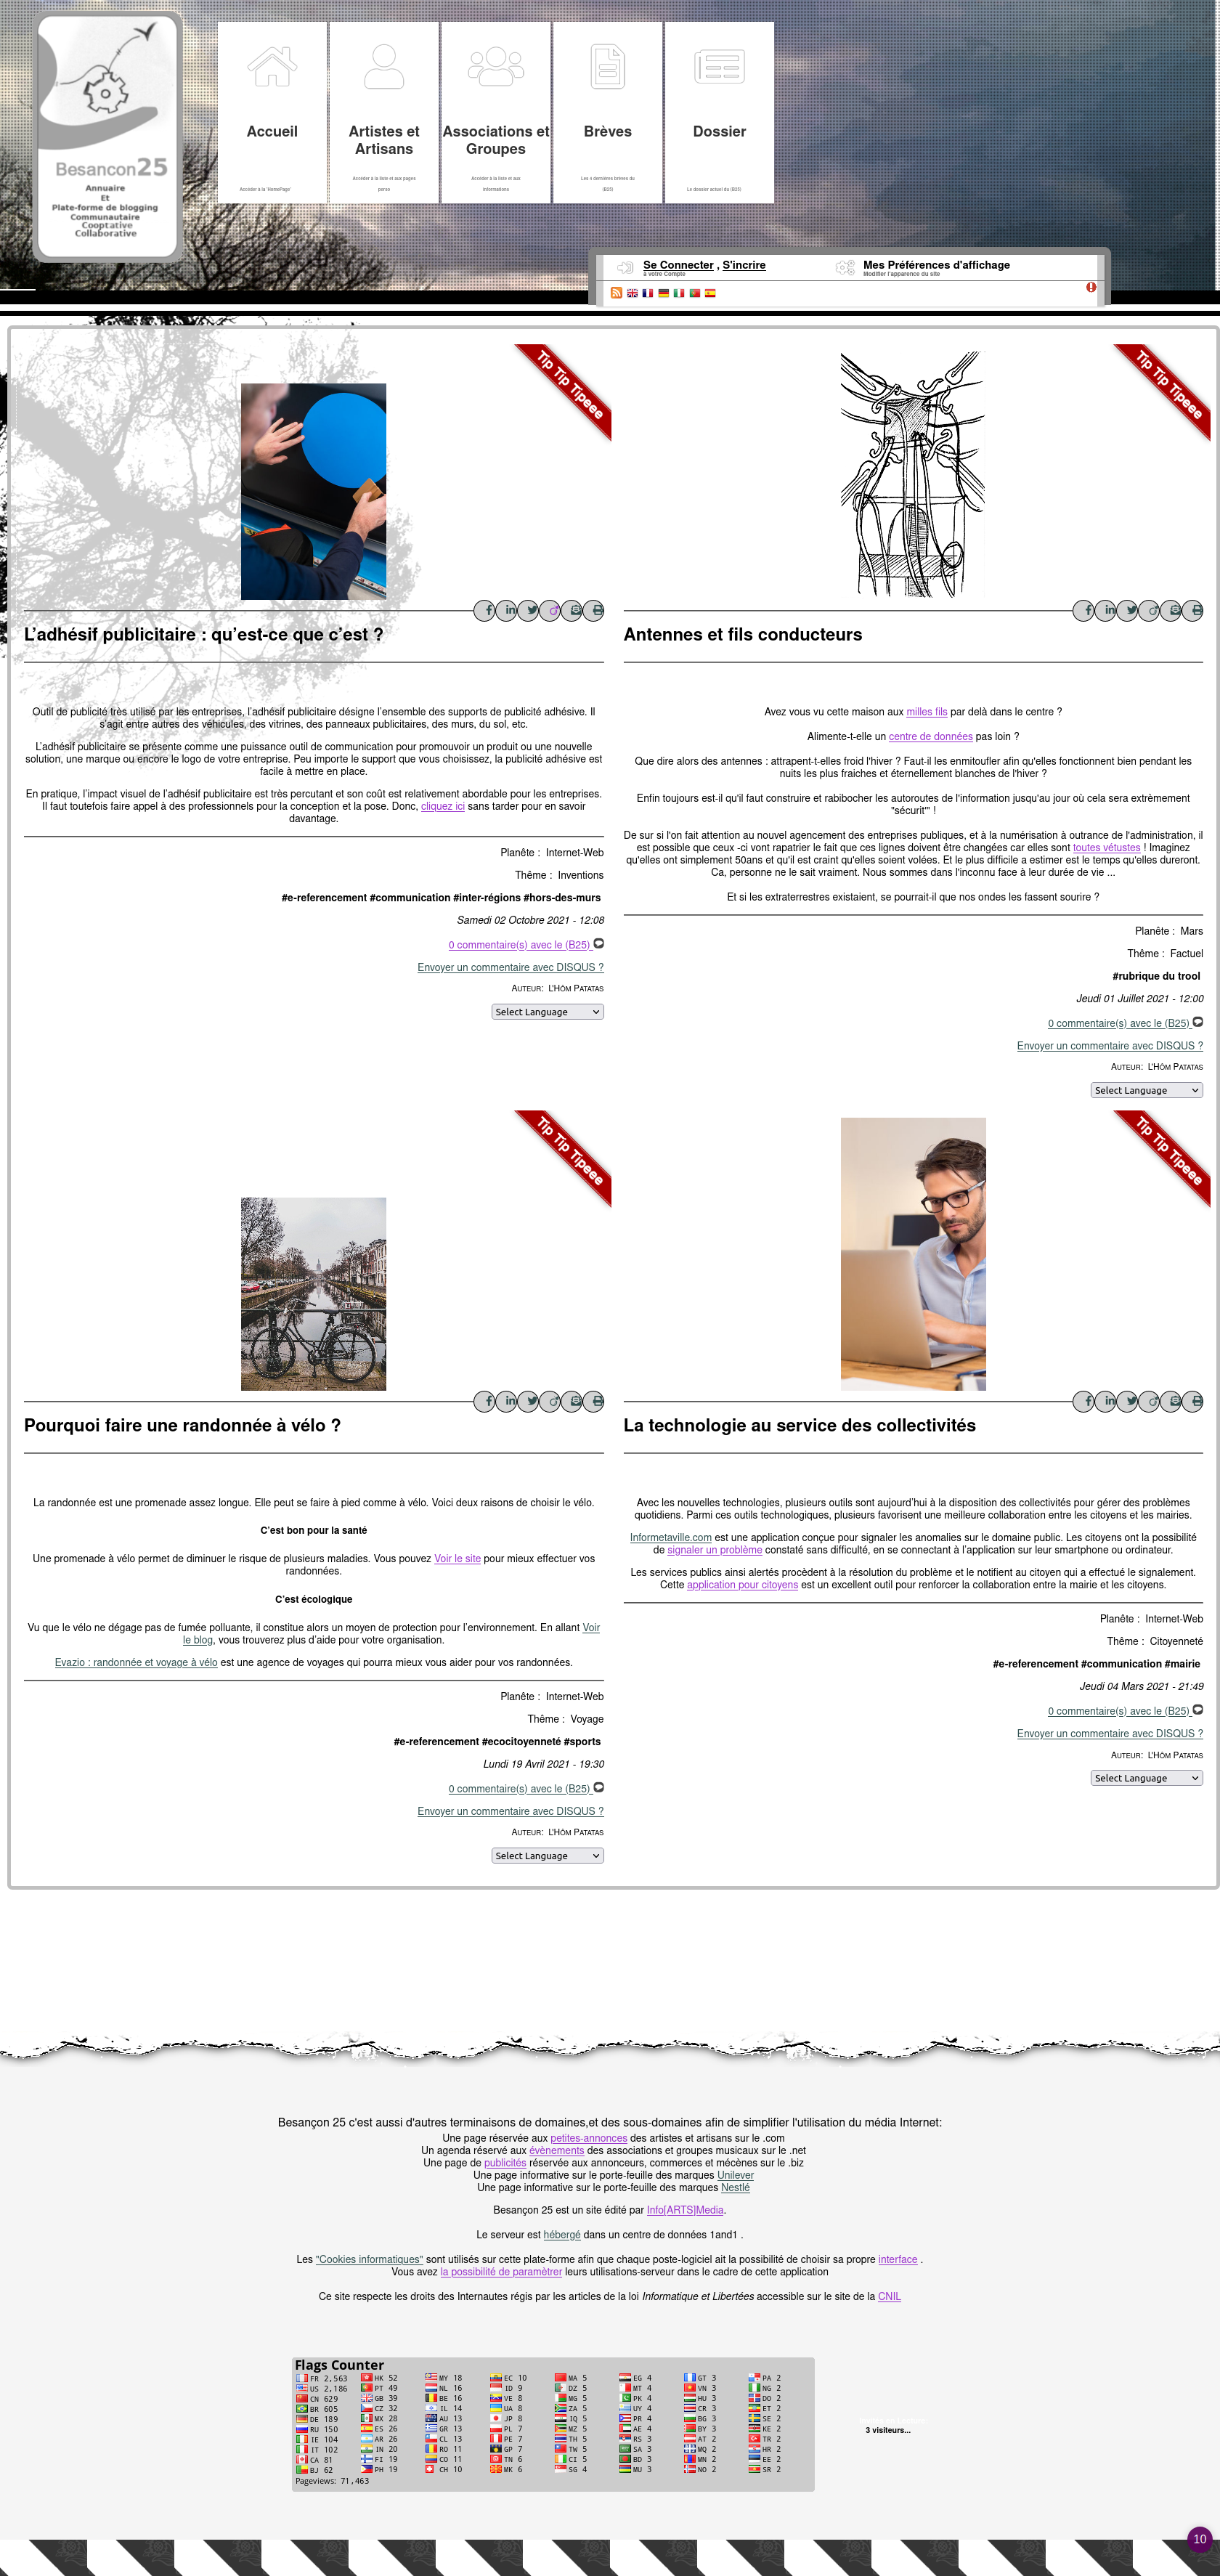 Besancon25
Annuaire
Et
Plate-forme de blogging
Communautaire
Cooptative
Collaborative
Accueil
Accéder à la 'HomePage'
Artistes et
Artisans
Accéder à la liste et aux pages
perso
Associations et
Groupes
Accéder à la liste et aux
informations
Brèves
Les 4 dernières brèves du
(B25)
Dossier
Le dossier actuel du (B25)
Se Connecter , S'incrire
à votre Compte
Mes Préférences d'affichage
Modifier l'apparence du site
Tip Tip Tipeee
L’adhésif publicitaire : qu’est-ce que c’est ?
Outil de publicité très utilisé par les entreprises, l’adhésif publicitaire désigne l’ensemble des supports de publicité adhésive. Il
s’agit entre autres des véhicules, des vitrines, des panneaux publicitaires, des murs, du sol, etc.
L’adhésif publicitaire se présente comme une puissance outil de communication pour promouvoir un produit ou une nouvelle
solution, une marque ou encore le logo de votre entreprise. Peu importe le support que vous choisissez, la publicité adhésive est
facile à mettre en place.
En pratique, l’impact visuel de l’adhésif publicitaire est très percutant et son coût est relativement abordable pour les entreprises.
Il faut toutefois faire appel à des professionnels pour la conception et la pose. Donc, cliquez ici sans tarder pour en savoir
davantage.
Planête : Internet-Web
Thême : Inventions
#e-referencement #communication #inter-régions #hors-des-murs
Samedi 02 Octobre 2021 - 12:08
0 commentaire(s) avec le (B25)
Envoyer un commentaire avec DISQUS ?
Auteur: L'Hôm Patatas
Select Language
Tip Tip Tipeee
Antennes et fils conducteurs
Avez vous vu cette maison aux milles fils par delà dans le centre ?
Alimente-t-elle un centre de données pas loin ?
Que dire alors des antennes : attrapent-t-elles froid l'hiver ? Faut-il les enmitoufler afin qu'elles fonctionnent bien pendant les
nuits les plus fraiches et éternellement blanches de l'hiver ?
Enfin toujours est-il qu'il faut construire et rabibocher les autoroutes de l'information jusqu'au jour où cela sera extrèmement
"sécurit'" !
De sur si l'on fait attention au nouvel agencement des entreprises publiques, et à la numérisation à outrance de l'administration, il
est possible que ceux -ci vont rapatrier le fait que ces lignes doivent être changées car elles sont toutes vétustes ! Imaginez
qu'elles ont simplement 50ans et qu'il est craint qu'elles soient volées. Et le plus difficile a estimer est le temps qu'elles dureront.
Ca, personne ne le sait vraiment. Nous sommes dans l'inconnu face à leur durée de vie ...
Et si les extraterrestres existaient, se pourrait-il que nos ondes les fassent sourire ?
Planête : Mars
Thême : Factuel
#rubrique du trool
Jeudi 01 Juillet 2021 - 12:00
0 commentaire(s) avec le (B25)
Envoyer un commentaire avec DISQUS ?
Auteur: L'Hôm Patatas
Select Language
Tip Tip Tipeee
Pourquoi faire une randonnée à vélo ?
La randonnée est une promenade assez longue. Elle peut se faire à pied comme à vélo. Voici deux raisons de choisir le vélo.
C’est bon pour la santé
Une promenade à vélo permet de diminuer le risque de plusieurs maladies. Vous pouvez Voir le site pour mieux effectuer vos
randonnées.
C’est écologique
Vu que le vélo ne dégage pas de fumée polluante, il constitue alors un moyen de protection pour l’environnement. En allant Voir
le blog, vous trouverez plus d’aide pour votre organisation.
Evazio : randonnée et voyage à vélo est une agence de voyages qui pourra mieux vous aider pour vos randonnées.
Planête : Internet-Web
Thême : Voyage
#e-referencement #ecocitoyenneté #sports
Lundi 19 Avril 2021 - 19:30
0 commentaire(s) avec le (B25)
Envoyer un commentaire avec DISQUS ?
Auteur: L'Hôm Patatas
Select Language
Tip Tip Tipeee
La technologie au service des collectivités
Avec les nouvelles technologies, plusieurs outils sont aujourd’hui à la disposition des collectivités pour gérer des problèmes
quotidiens. Parmi ces outils technologiques, plusieurs favorisent une meilleure collaboration entre les citoyens et les mairies.
Informetaville.com est une application conçue pour signaler les anomalies sur le domaine public. Les citoyens ont la possibilité
de signaler un problème constaté sans difficulté, en se connectant à l’application sur leur smartphone ou ordinateur.
Les services publics ainsi alertés procèdent à la résolution du problème et le notifient au citoyen qui a effectué le signalement.
Cette application pour citoyens est un excellent outil pour renforcer la collaboration entre la mairie et les citoyens.
Planête : Internet-Web
Thême : Citoyenneté
#e-referencement #communication #mairie
Jeudi 04 Mars 2021 - 21:49
0 commentaire(s) avec le (B25)
Envoyer un commentaire avec DISQUS ?
Auteur: L'Hôm Patatas
Select Language
Besançon 25 c'est aussi d'autres terminaisons de domaines,et des sous-domaines afin de simplifier l'utilisation du média Internet:
Une page réservée aux petites-annonces des artistes et artisans sur le .com
Un agenda réservé aux évènements des associations et groupes musicaux sur le .net
Une page de publicités réservée aux annonceurs, commerces et mécènes sur le .biz
Une page informative sur le porte-feuille des marques Unilever
Une page informative sur le porte-feuille des marques Nestlé
Besançon 25 est un site édité par Info[ARTS]Media.
Le serveur est hébergé dans un centre de données 1and1 .
Les "Cookies informatiques" sont utilisés sur cette plate-forme afin que chaque poste-logiciel ait la possibilité de choisir sa propre interface .
Vous avez la possibilité de paramètrer leurs utilisations-serveur dans le cadre de cette application
Ce site respecte les droits des Internautes régis par les articles de la loi Informatique et Libertées accessible sur le site de la CNIL
Flags Counter
FR 2,563 HK 52 MY 18 EC 10 MA 5 EG 4 GT 3 PA 2
US 2,186 PT 49 NL 16 ID 9 DZ 5 MT 4 VN 3 NG 2
CN 629 GB 39 BE 16 VE 8 MG 5 PK 4 HU 3 DO 2
BR 605 CZ 32 IL 14 UA 8 ZA 5 UY 4 CR 3 ET 2
DE 189 MX 28 AU 13 JP 8 IQ 5 PR 4 BG 3 SE 2
RU 150 ES 26 GR 13 PL 7 MZ 5 AE 4 BY 3 KE 2
IE 104 AR 26 CL 13 PE 7 TH 5 RS 3 AT 2 TR 2
IT 102 IN 20 RO 11 GP 7 TW 5 SA 3 MQ 2 HR 2
CA 81 FI 19 CO 11 TN 6 CI 5 BD 3 MN 2 EE 2
BJ 62 PH 19 CH 10 MK 6 SG 4 MU 3 NO 2 SR 2
Pageviews: 71,463
3 visiteurs...
10